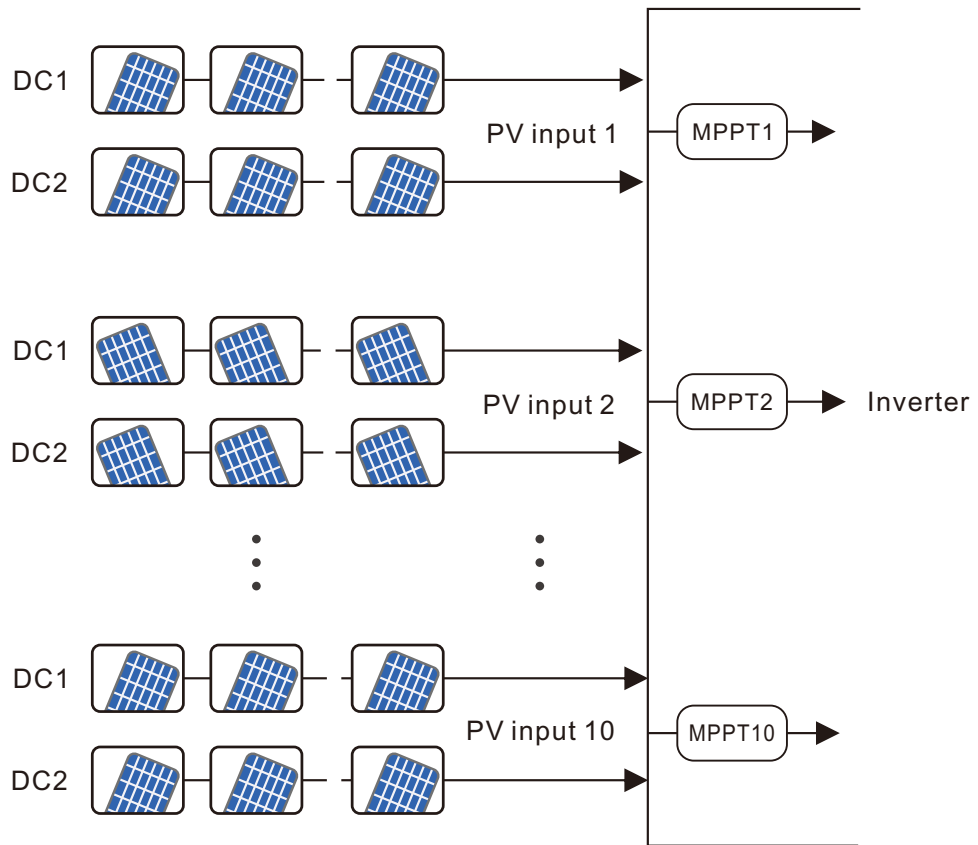 DC1
PV input 1
MPPT1
DC2
DC1
PV input 2
MPPT2
Inverter
DC2
DC1
PV input 10
MPPT10
DC2